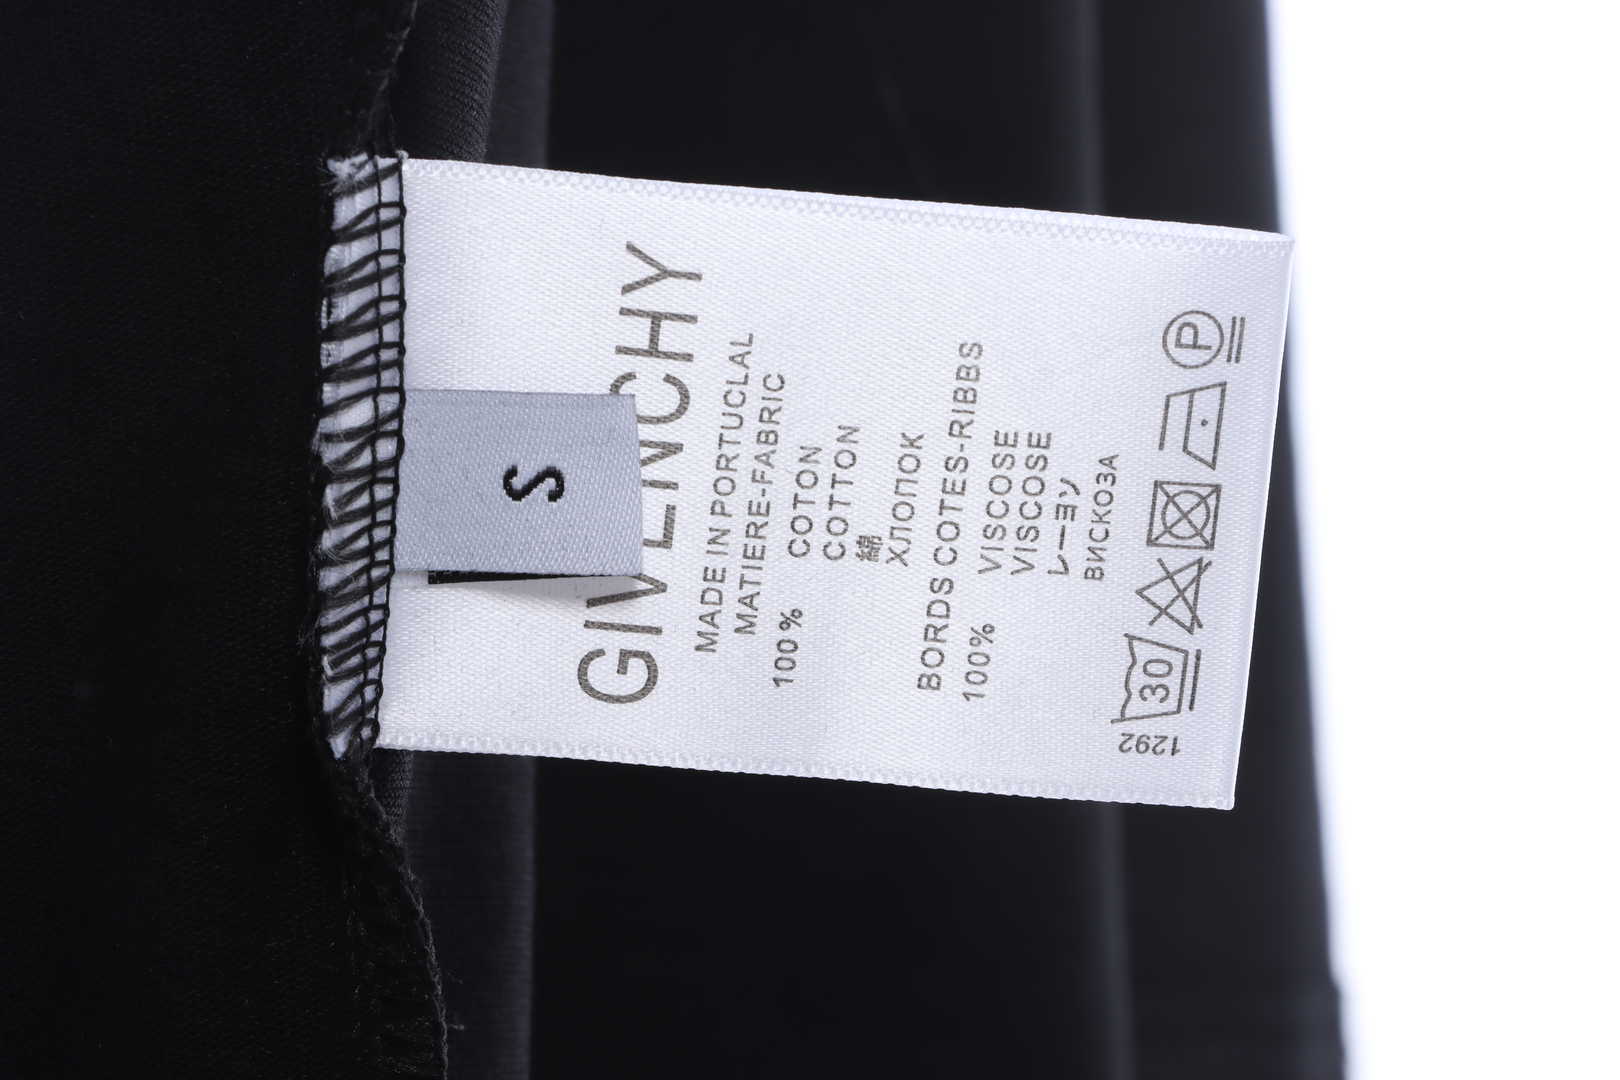 S
GIVENCHY
MADE IN PORTUCLAL
MATIERE-FABRIC
100% COTON
COTTON
綿
ХЛОПОК
BORDS COTES-RIBBS
100% VISCOSE
VISCOSE
レーヨン
ВИСКОЗА
30 P
1292